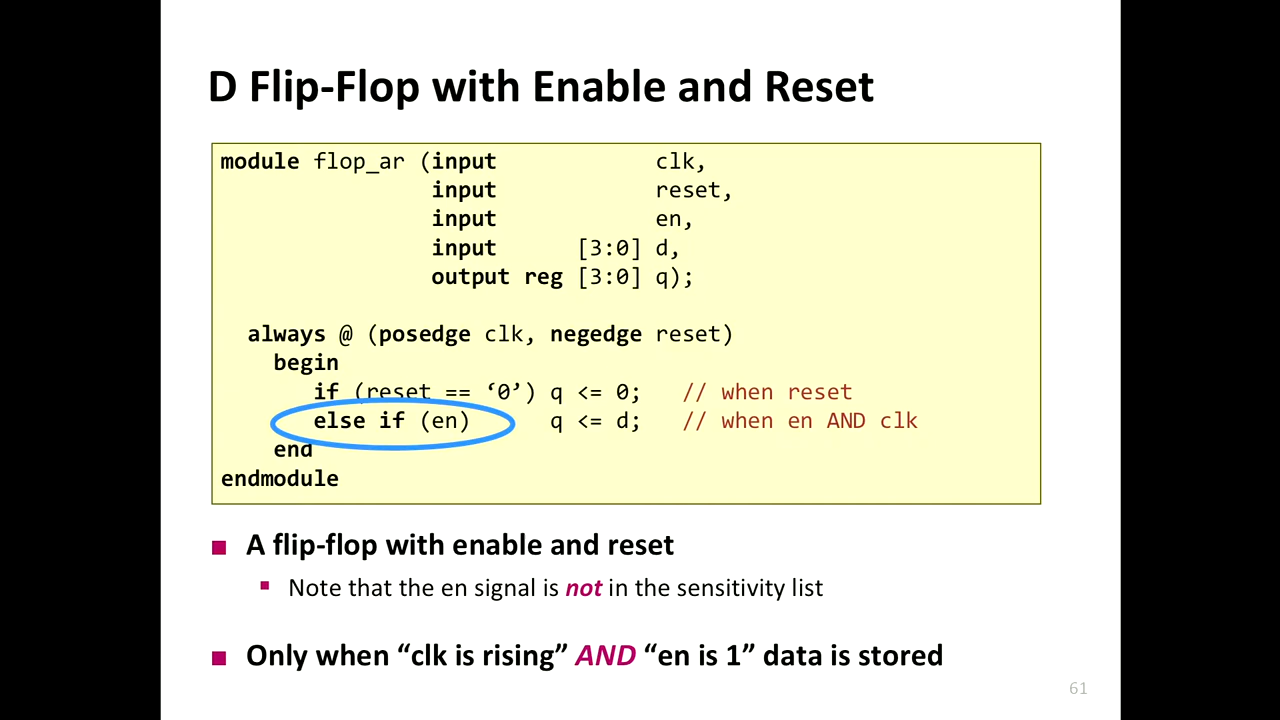 D Flip-Flop with Enable and Reset
module flop_ar (input            clk,
                input            reset,
                input            en,
                input      [3:0] d,
                output reg [3:0] q);
  always @ (posedge clk, negedge reset)
    begin
       if (reset == ‘0’) q <= 0;   // when reset
       else if (en)      q <= d;   // when en AND clk
    end
endmodule
■ A flip-flop with enable and reset
▪ Note that the en signal is not in the sensitivity list
■ Only when “clk is rising” AND “en is 1” data is stored
61